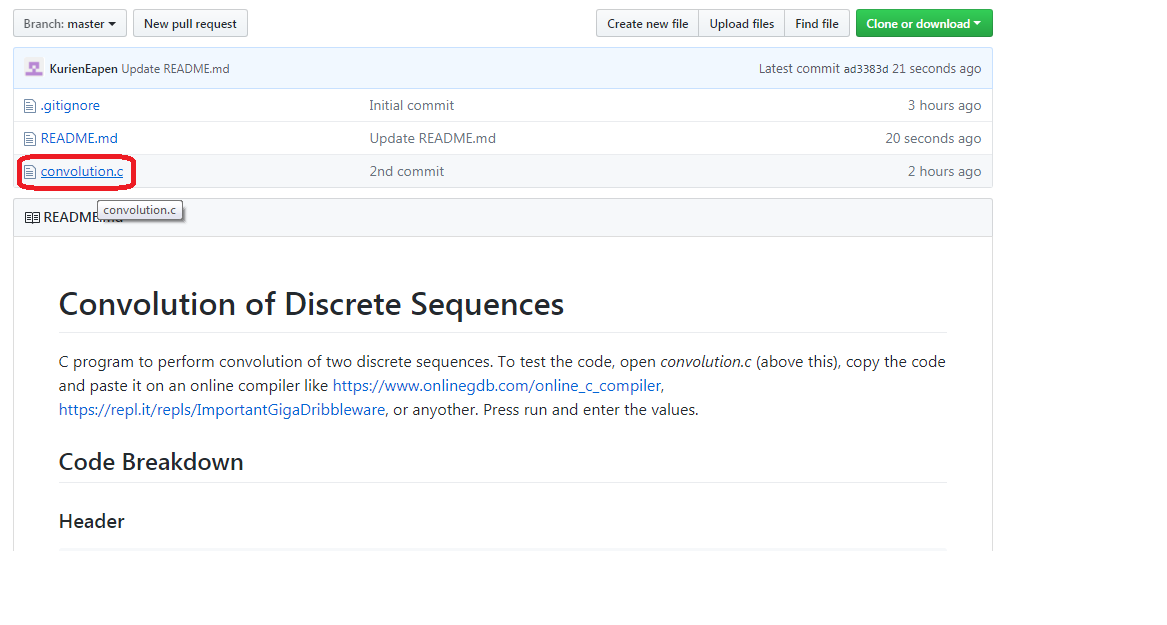 Branch: master
New pull request
Create new file
Upload files
Find file
Clone or download
KurienEapen Update README.md
Latest commit ad3383d 21 seconds ago
.gitignore
Initial commit
3 hours ago
README.md
Update README.md
20 seconds ago
convolution.c
2nd commit
2 hours ago
convolution.c
README.md
Convolution of Discrete Sequences
C program to perform convolution of two discrete sequences. To test the code, open convolution.c (above this), copy the code
and paste it on an online compiler like https://www.onlinegdb.com/online_c_compiler,
https://repl.it/repls/ImportantGigaDribbleware, or anyother. Press run and enter the values.
Code Breakdown
Header